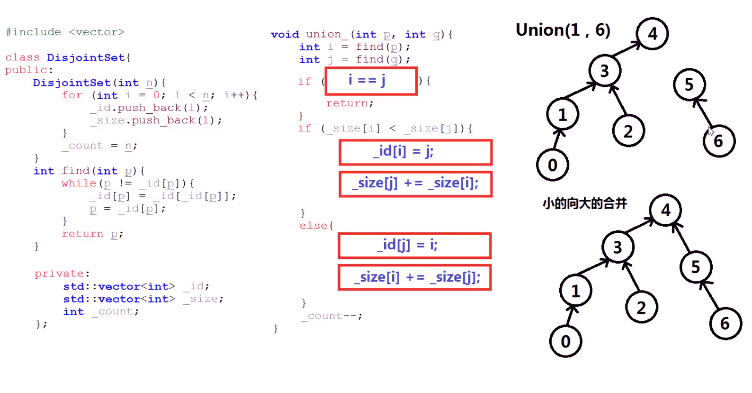 #include <vector>
class DisjointSet{
public:
DisjointSet(int n){
for (int i = 0; i < n; i++){
_id.push_back(i);
_size.push_back(1);
}
_count = n;
}
int find(int p){
while(p != _id[p]){
_id[p] = _id[_id[p]];
p = _id[p];
}
return p;
}
private:
std::vector<int> _id;
std::vector<int> _size;
int _count;
};
void union_(int p, int q){
int i = find(p);
int j = find(q);
if ( i == j ){
return;
}
if (_size[i] < _size[j]){
_id[i] = j;
_size[j] += _size[i];
}
else{
_id[j] = i;
_size[i] += _size[j];
}
_count--;
}
Union(1 , 6)
4
3
5
1
2
6
0
小的向大的合并
4
3
5
1
2
6
0